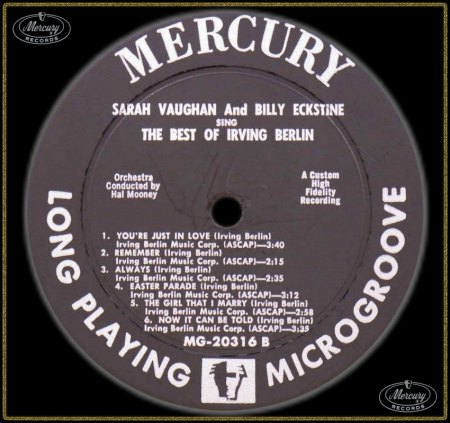 Mercury
RECORDS
MERCURY
SARAH VAUGHAN And BILLY ECKSTINE
SING
THE BEST OF IRVING BERLIN
Orchestra
Conducted by
Hal Mooney
A Custom
High
Fidelity
Recording
1. YOU'RE JUST IN LOVE (Irving Berlin)
Irving Berlin Music Corp. (ASCAP)—3:40
2. REMEMBER (Irving Berlin)
Irving Berlin Music Corp. (ASCAP)—2:15
3. ALWAYS (Irving Berlin)
Irving Berlin Music Corp. (ASCAP)—2:35
4. EASTER PARADE (Irving Berlin)
Irving Berlin Music Corp. (ASCAP)—3:12
5. THE GIRL THAT I MARRY (Irving Berlin)
Irving Berlin Music Corp. (ASCAP)—2:58
6. NOW IT CAN BE TOLD (Irving Berlin)
Irving Berlin Music Corp. (ASCAP)—3:35
MG-20316 B
LONG PLAYING MICROGROOVE
Mercury
RECORDS